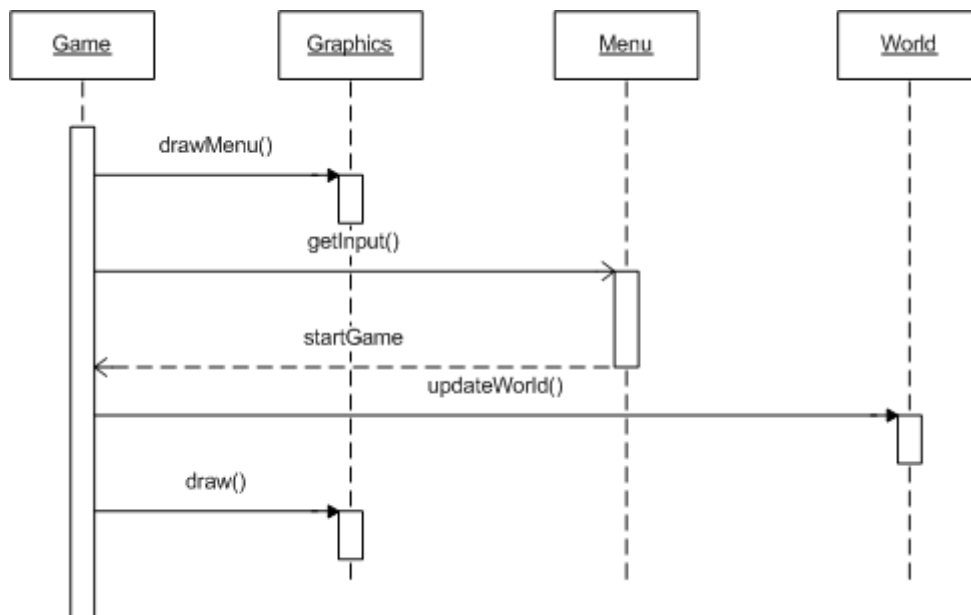 Game
Graphics
Menu
World
drawMenu()
getInput()
startGame
updateWorld()
draw()